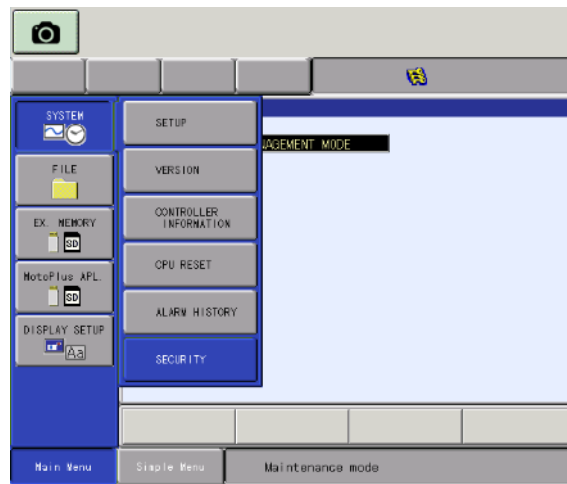 SYSTEM
FILE
EX. MEMORY
SD
MotoPlus APL.
SD
DISPLAY SETUP
Aa
SETUP
VERSION
CONTROLLER
INFORMATION
CPU RESET
ALARM HISTORY
SECURITY
NAGEMENT MODE
Main Menu
Simple Menu
Maintenance mode